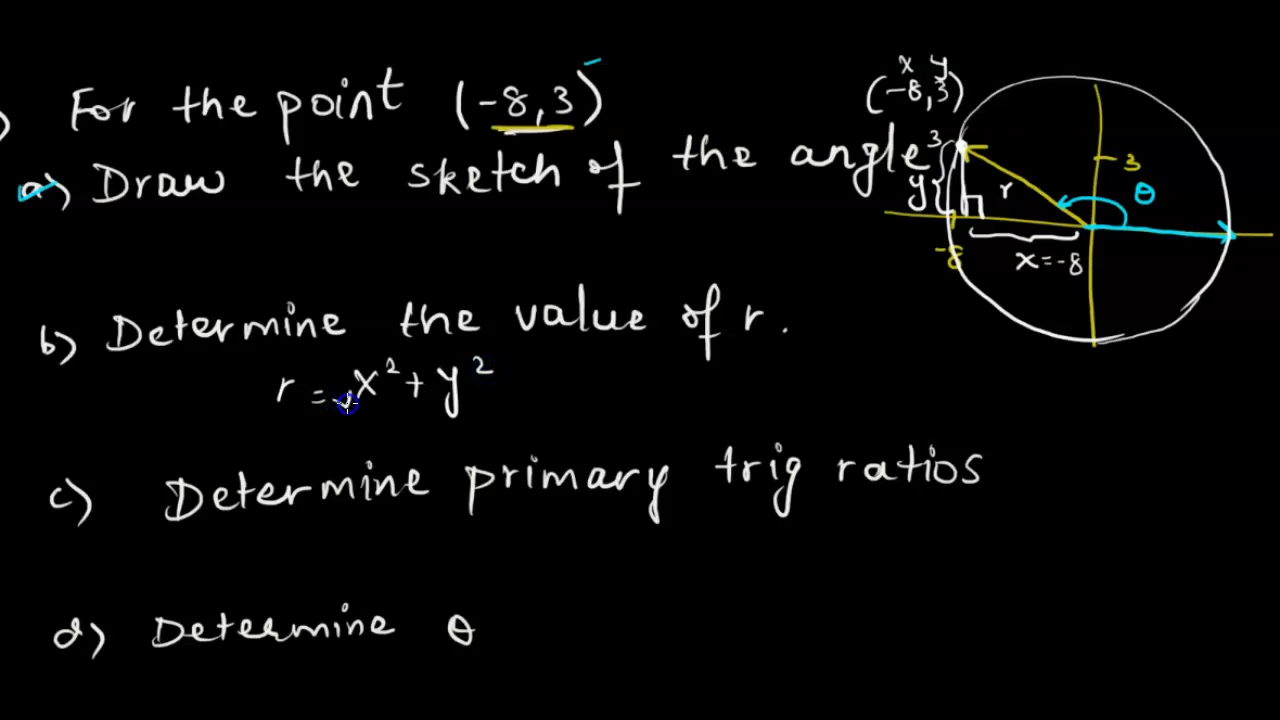 ) For the point (-8,3)
a) Draw the sketch of the angle
x y
(-8,3)
3
y
r
3
θ
-8
x=-8
b) Determine the value of r.
r = x² + y²
c) Determine primary trig ratios
d) Determine θ